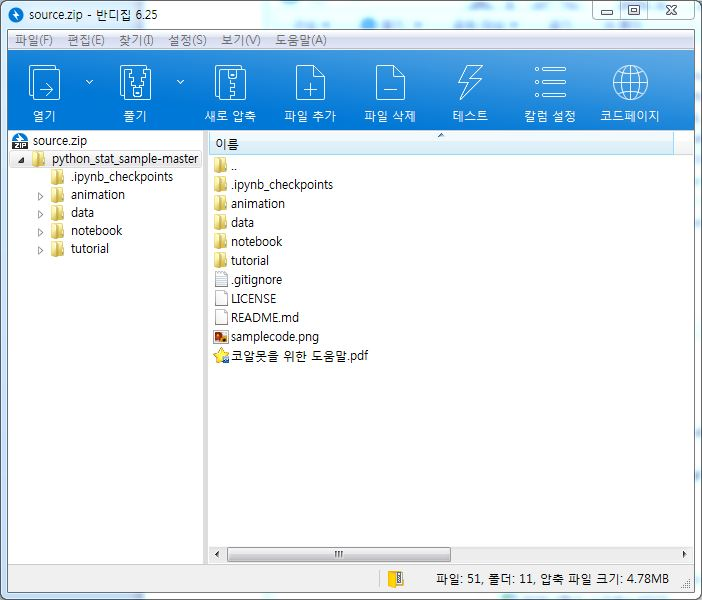 source.zip - 반디집 6.25
파일(F) 편집(E) 찾기(I) 설정(S) 보기(V) 도움말(A)
열기 풀기 새로 압축 파일 추가 파일 삭제 테스트 칼럼 설정 코드페이지
ZIP source.zip
python_stat_sample-master
.ipynb_checkpoints
animation
data
notebook
tutorial
이름
..
.ipynb_checkpoints
animation
data
notebook
tutorial
.gitignore
LICENSE
README.md
samplecode.png
코알못을 위한 도움말.pdf
파일: 51, 폴더: 11, 압축 파일 크기: 4.78MB